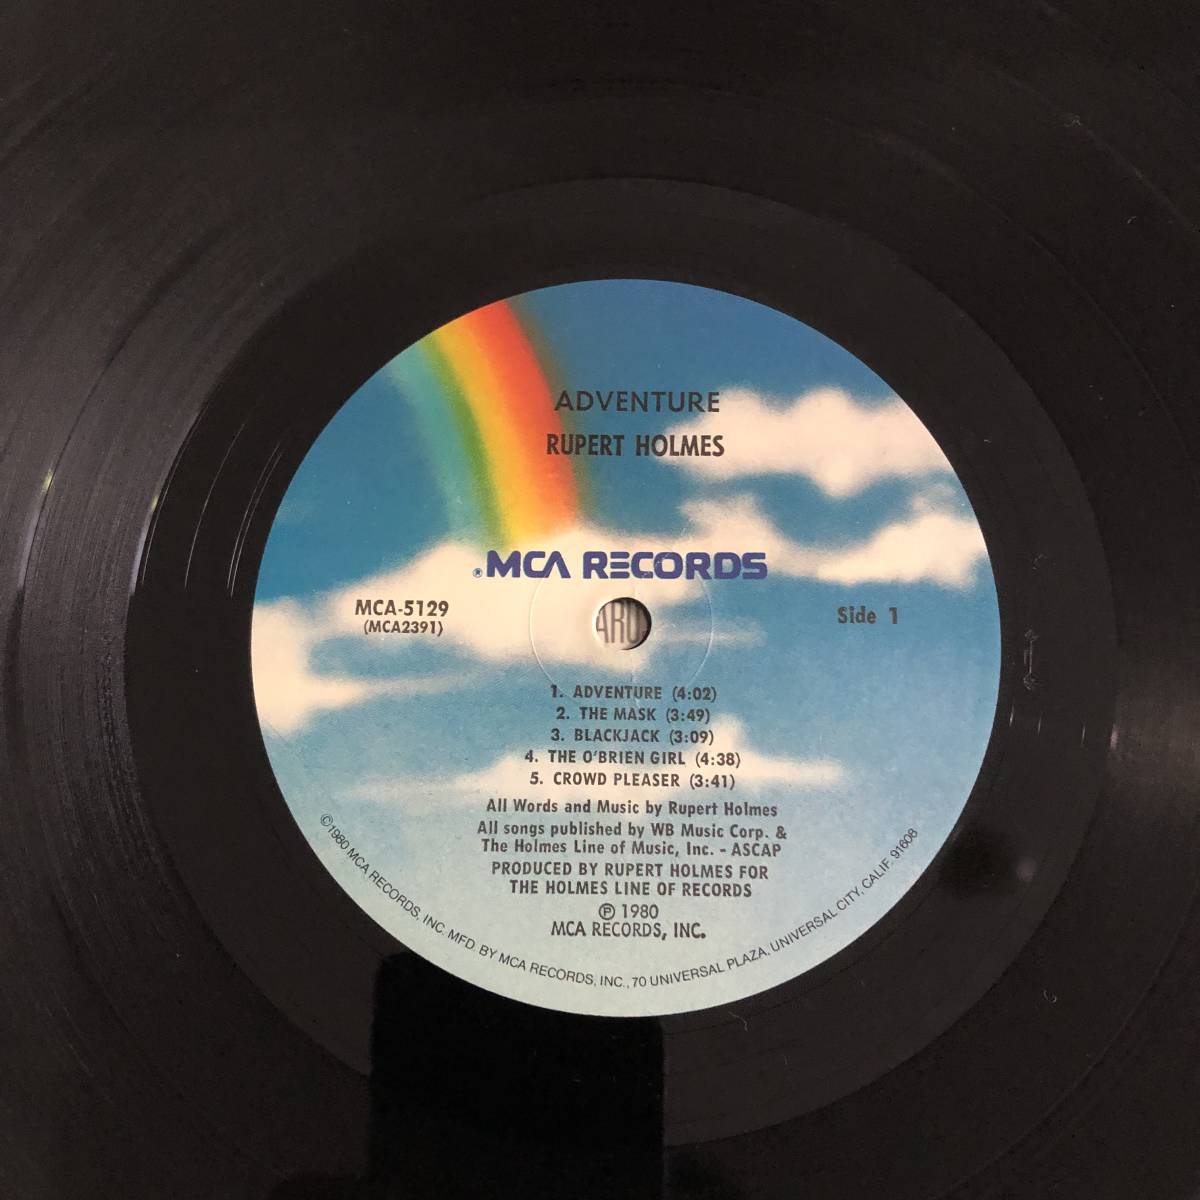 ADVENTURE
RUPERT HOLMES
®MCA RECORDS
MCA-5129
(MCA2391)
Side 1
ARD
1. ADVENTURE (4:02)
2. THE MASK (3:49)
3. BLACKJACK (3:09)
4. THE O'BRIEN GIRL (4:38)
5. CROWD PLEASER (3:41)
All Words and Music by Rupert Holmes
All songs published by WB Music Corp. &
The Holmes Line of Music, Inc. - ASCAP
PRODUCED BY RUPERT HOLMES FOR
THE HOLMES LINE OF RECORDS
℗ 1980
MCA RECORDS, INC.
©1980 MCA RECORDS, INC. MFD. BY MCA RECORDS, INC., 70 UNIVERSAL PLAZA, UNIVERSAL CITY, CALIF. 91608